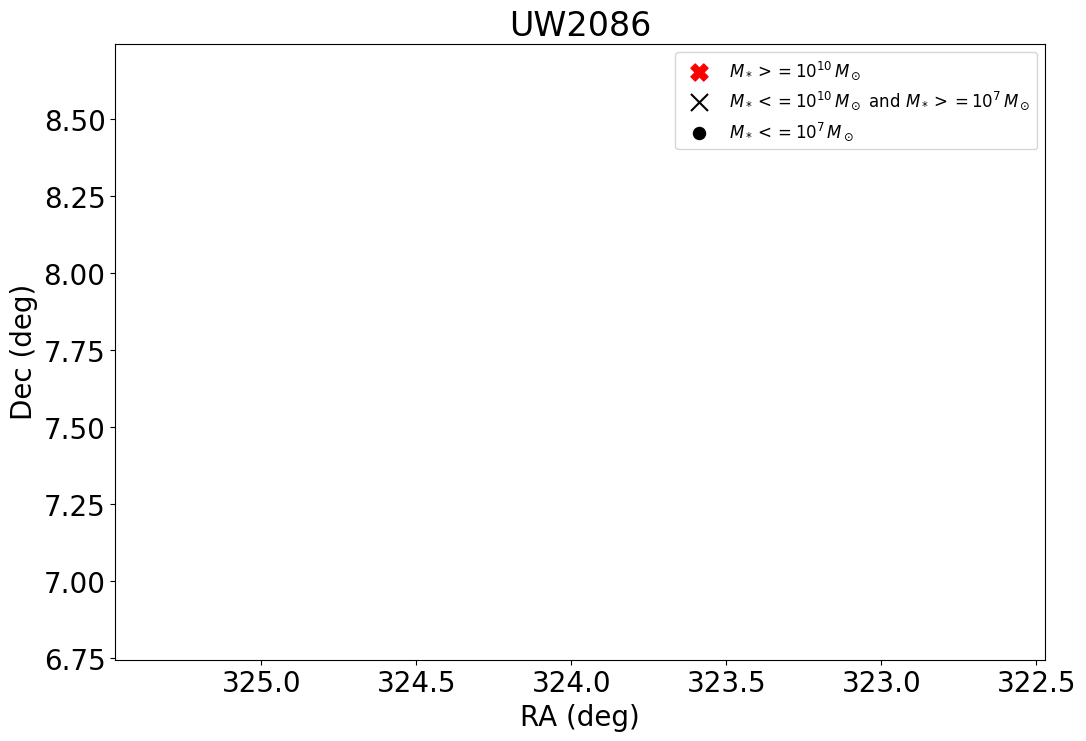 UW2086
M* >= 10^10 M⊙
M* <= 10^10 M⊙ and M* >= 10^7 M⊙
M* <= 10^7 M⊙
8.50
8.25
8.00
7.75
7.50
7.25
7.00
6.75
Dec (deg)
325.0 324.5 324.0 323.5 323.0 322.5
RA (deg)